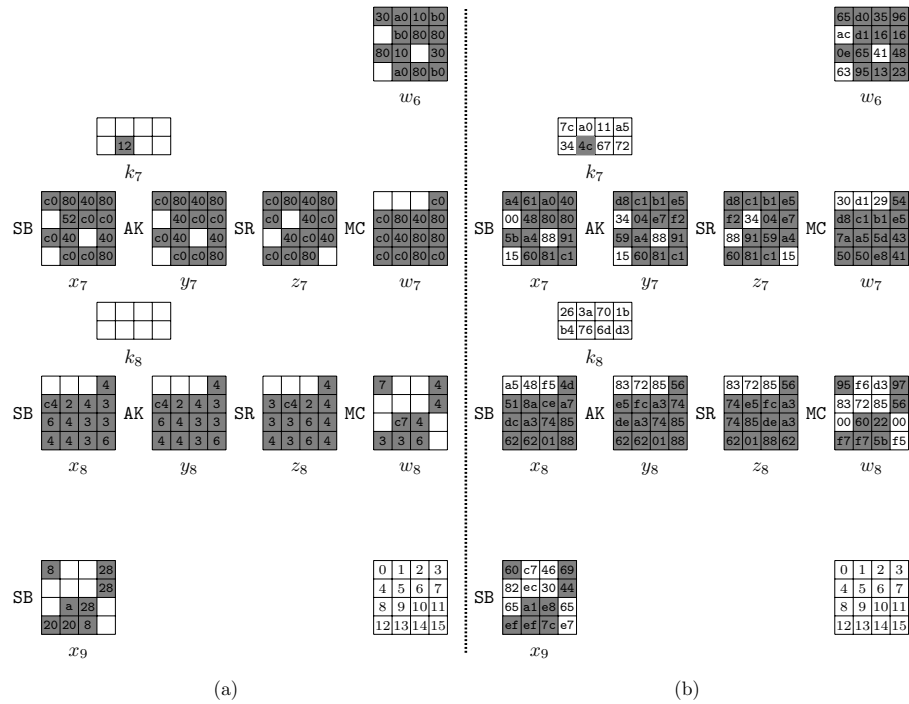 30 a0 10 b0
b0 80 80
80 10 30
a0 80 b0
w6
12
k7
SB AK SR MC
c0 80 40 80 c0 80 40 80 c0 80 40 80 c0
52 c0 c0 40 c0 c0 c0 40 c0 c0 80 40 80
c0 40 40 c0 40 40 40 c0 40 c0 40 80 80
c0 c0 80 c0 c0 80 c0 c0 80 c0 c0 80 c0
x7 y7 z7 w7
k8
SB AK SR MC
4 4 4 7 4
c4 2 4 3 c4 2 4 3 3 c4 2 4 4
6 4 3 3 6 4 3 3 3 3 6 4 c7 4
4 4 3 6 4 4 3 6 4 3 6 4 3 3 6
x8 y8 z8 w8
SB
8 28 0 1 2 3
28 4 5 6 7
a 28 8 9 10 11
20 20 8 12 13 14 15
x9
(a)
65 d0 35 96
ac d1 16 16
0e 65 41 48
63 95 13 23
w6
7c a0 11 a5
34 4c 67 72
k7
SB AK SR MC
a4 61 a0 40 d8 c1 b1 e5 d8 c1 b1 e5 30 d1 29 54
00 48 80 80 34 04 e7 f2 f2 34 04 e7 d8 c1 b1 e5
5b a4 88 91 59 a4 88 91 88 91 59 a4 7a a5 5d 43
15 60 81 c1 15 60 81 c1 60 81 c1 15 50 50 e8 41
x7 y7 z7 w7
26 3a 70 1b
b4 76 6d d3
k8
SB AK SR MC
a5 48 f5 4d 83 72 85 56 83 72 85 56 95 f6 d3 97
51 8a ce a7 e5 fc a3 74 74 e5 fc a3 83 72 85 56
dc a3 74 85 de a3 74 85 74 85 de a3 00 60 22 00
62 62 01 88 62 62 01 88 62 01 88 62 f7 f7 5b f5
x8 y8 z8 w8
SB
60 c7 46 69 0 1 2 3
82 ec 30 44 4 5 6 7
65 a1 e8 65 8 9 10 11
ef ef 7c e7 12 13 14 15
x9
(b)